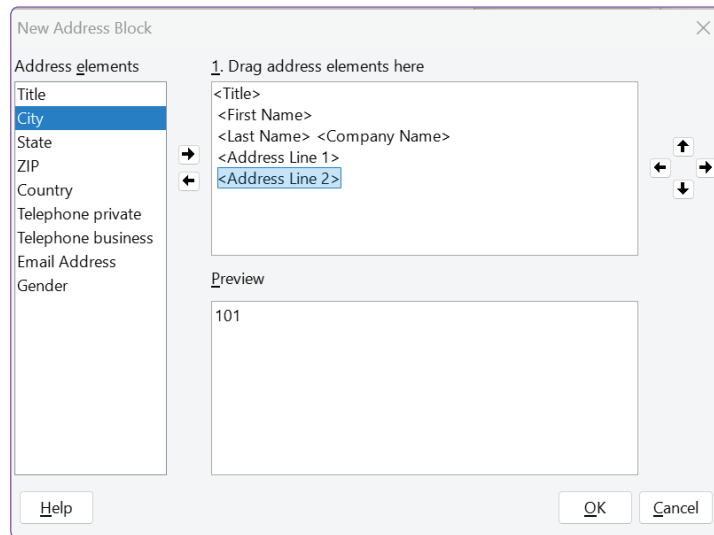 New Address Block
Address elements
Title
City
State
ZIP
Country
Telephone private
Telephone business
Email Address
Gender
1. Drag address elements here
<Title>
<First Name>
<Last Name> <Company Name>
<Address Line 1>
<Address Line 2>
Preview
101
Help
OK
Cancel